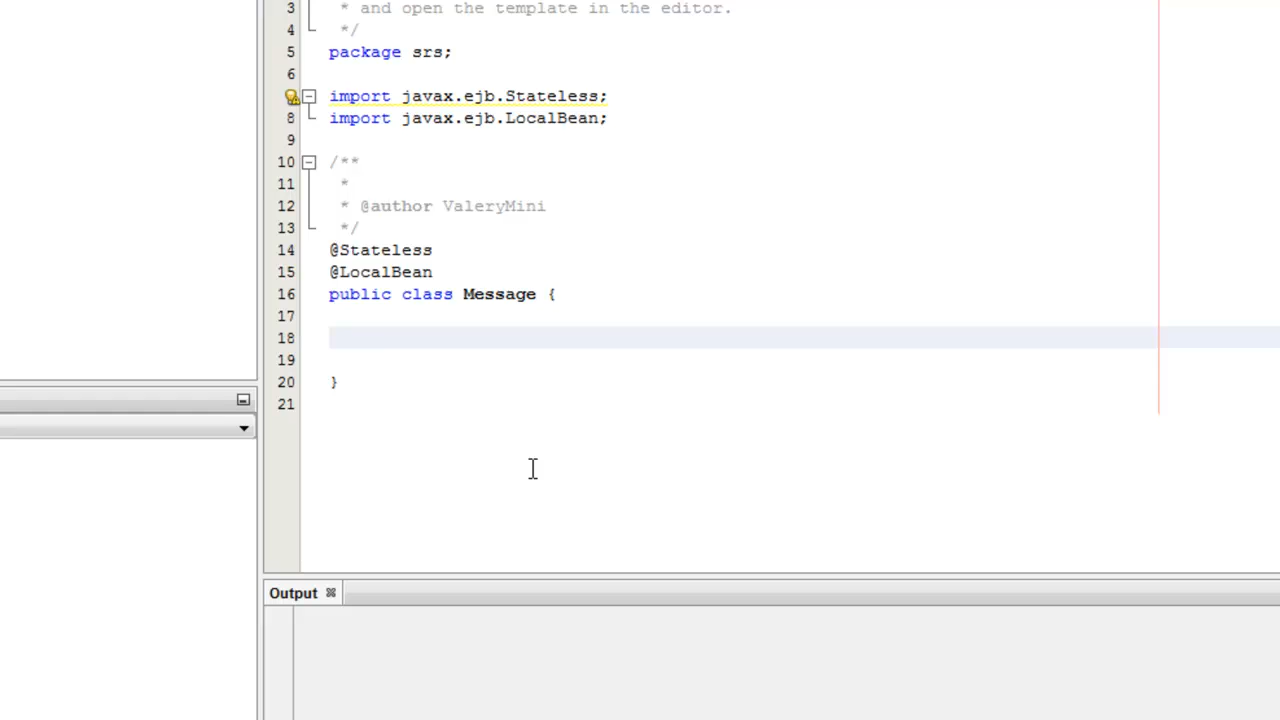 3 * and open the template in the editor.
4 */
5 package srs;
6
import javax.ejb.Stateless;
8 import javax.ejb.LocalBean;
9
10 /**
11 *
12 * @author ValeryMini
13 */
14 @Stateless
15 @LocalBean
16 public class Message {
17
18
19
20 }
21
Output